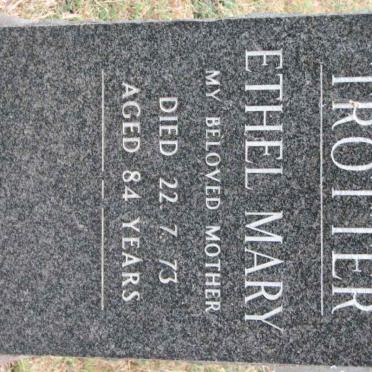 TROTTER
ETHEL MARY
MY BELOVED MOTHER
DIED 22 7 73
AGED 84 YEARS